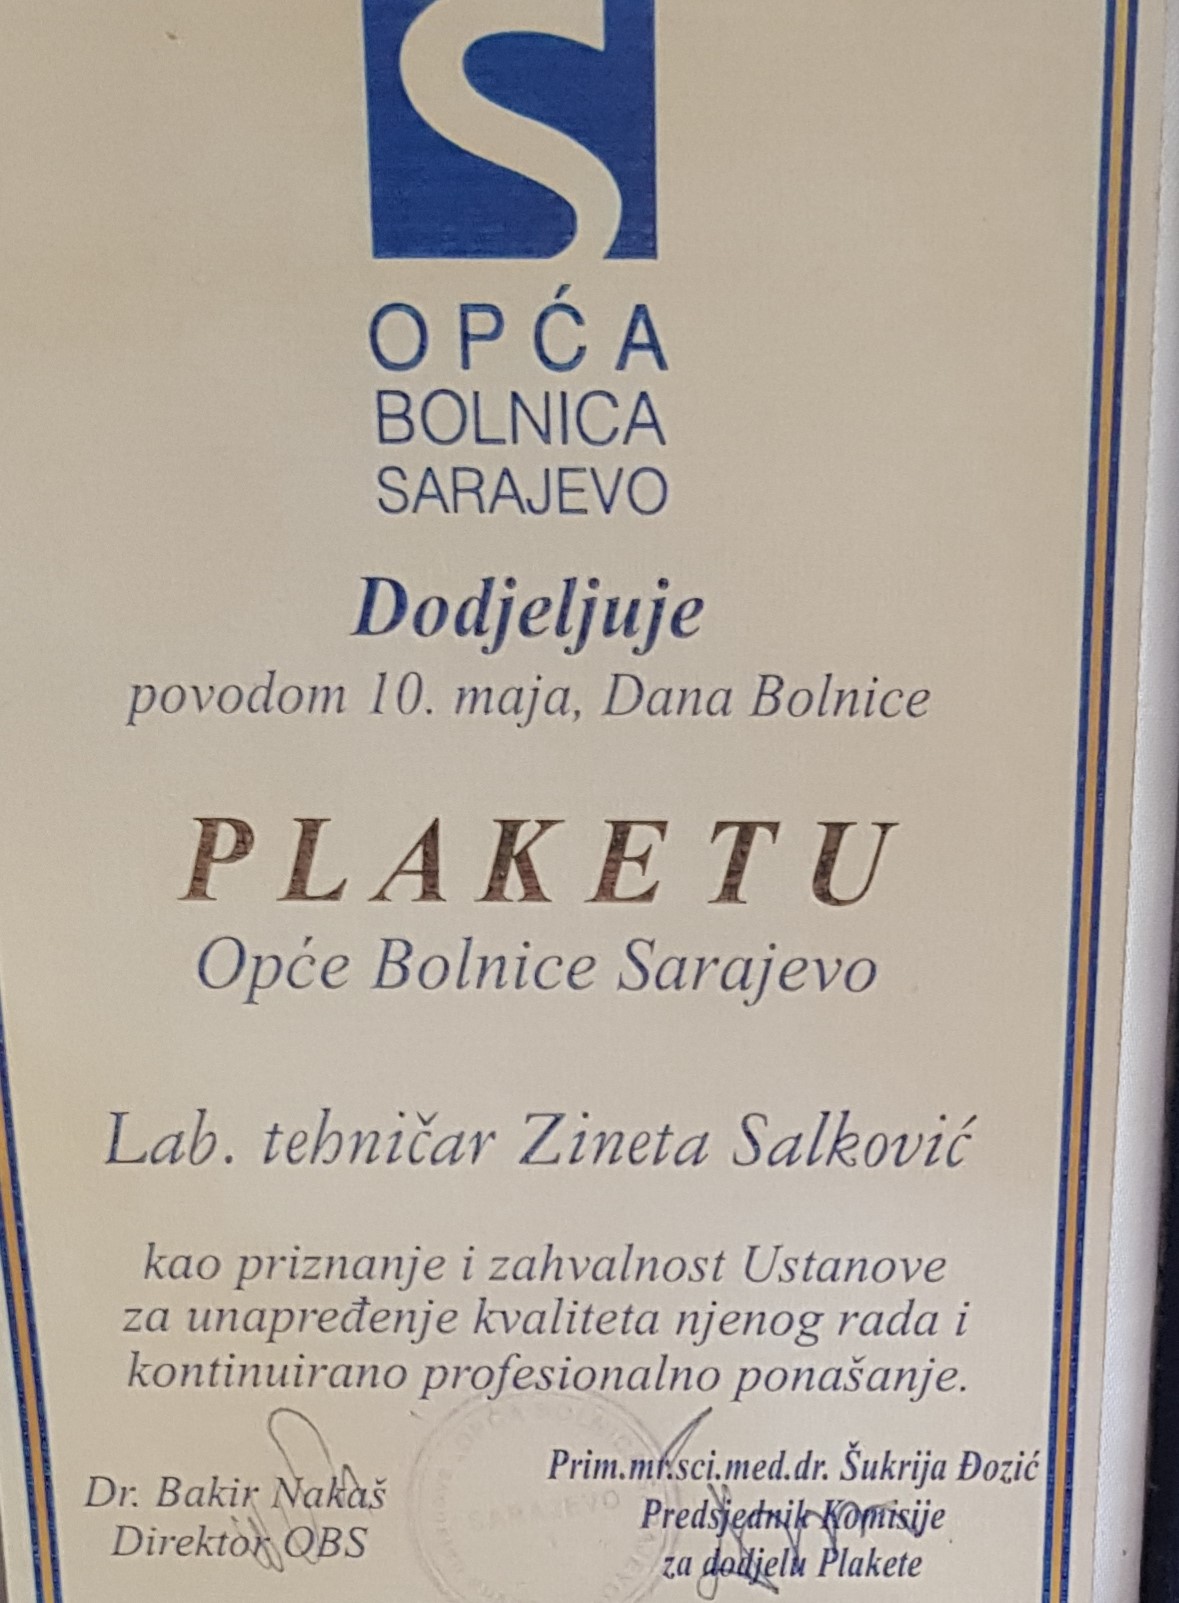 OPĆA
BOLNICA
SARAJEVO
Dodjeljuje
povodom 10. maja, Dana Bolnice
PLAKETU
Opće Bolnice Sarajevo
Lab. tehničar Zineta Salković
kao priznanje i zahvalnost Ustanove
za unapređenje kvaliteta njenog rada i
kontinuirano profesionalno ponašanje.
Dr. Bakir Nakaš
Direktor OBS
Prim.mr.sci.med.dr. Šukrija Đozić
Predsjednik Komisije
za dodjelu Plakete
SARAJEVO